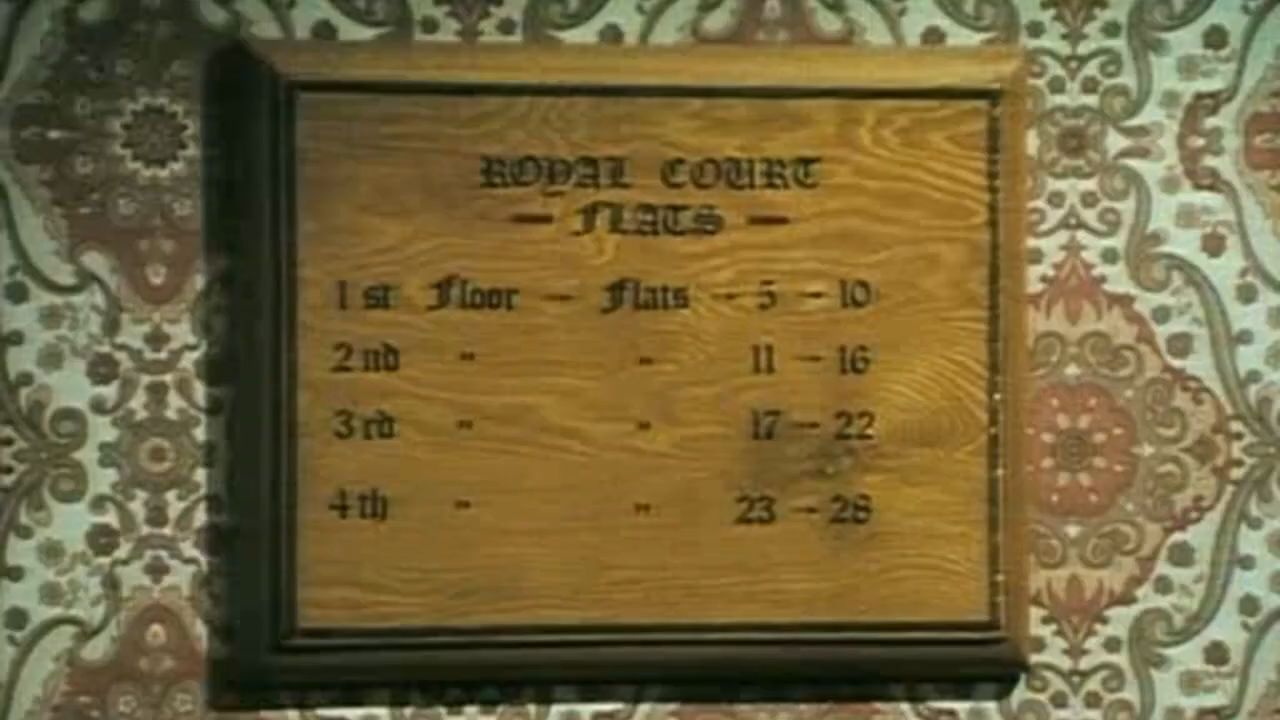 ROYAL COURT
— FLATS —
1st Floor — Flats — 5 — 10
2nd " " 11 — 16
3rd " " 17 — 22
4th " " 23 — 28